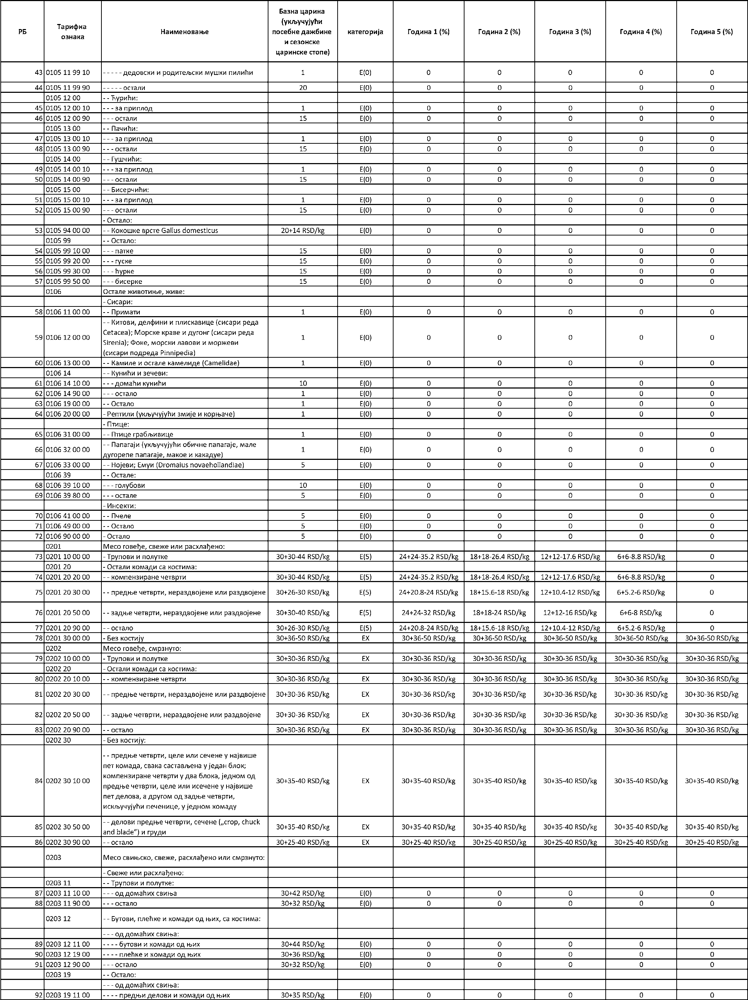 РБ Тарифна ознака Наименовање Базна царина (укључујући посебне дажбине и сезонске царинске стопе) категорија Година 1 (%) Година 2 (%) Година 3 (%) Година 4 (%) Година 5 (%)
43 0105 11 99 10 - - - - - дедовски и родитељски мушки пилићи 1 E(0) 0 0 0 0 0
44 0105 11 99 90 - - - - - остали 20 E(0) 0 0 0 0 0
0105 12 00 - - Ћурићи:
45 0105 12 00 10 - - - за приплод 1 E(0) 0 0 0 0 0
46 0105 12 00 90 - - - остали 15 E(0) 0 0 0 0 0
0105 13 00 - - Пачићи:
47 0105 13 00 10 - - - за приплод 1 E(0) 0 0 0 0 0
48 0105 13 00 90 - - - остали 15 E(0) 0 0 0 0 0
0105 14 00 - - Гушчићи:
49 0105 14 00 10 - - - за приплод 1 E(0) 0 0 0 0 0
50 0105 14 00 90 - - - остали 15 E(0) 0 0 0 0 0
0105 15 00 - - Бисерчићи:
51 0105 15 00 10 - - - за приплод 1 E(0) 0 0 0 0 0
52 0105 15 00 90 - - - остали 15 E(0) 0 0 0 0 0
- Остало:
53 0105 94 00 00 - - Кокошке врсте Gallus domesticus 20+14 RSD/kg E(0) 0 0 0 0 0
0105 99 - - Остало:
54 0105 99 10 00 - - - патке 15 E(0) 0 0 0 0 0
55 0105 99 20 00 - - - гуске 15 E(0) 0 0 0 0 0
56 0105 99 30 00 - - - ћурке 15 E(0) 0 0 0 0 0
57 0105 99 50 00 - - - бисерке 15 E(0) 0 0 0 0 0
0106 Остале животиње, живе:
- Сисари:
58 0106 11 00 00 - - Примати 1 E(0) 0 0 0 0 0
59 0106 12 00 00 - - Китови, делфини и плискавице (сисари реда
Cetacea); Морске краве и дугонг (сисари реда
Sirenia); Фоке, морски лавови и моржеви
(сисари подреда Pinnipedia) 1 E(0) 0 0 0 0 0
60 0106 13 00 00 - - Камиле и остале камелиде (Camelidae) 1 E(0) 0 0 0 0 0
0106 14 - - Кунићи и зечеви:
61 0106 14 10 00 - - - домаћи кунићи 10 E(0) 0 0 0 0 0
62 0106 14 90 00 - - - остало 1 E(0) 0 0 0 0 0
63 0106 19 00 00 - - Остало 1 E(0) 0 0 0 0 0
64 0106 20 00 00 - Рептили (укључујући змије и корњаче) 1 E(0) 0 0 0 0 0
- Птице:
65 0106 31 00 00 - - Птице грабљивице 1 E(0) 0 0 0 0 0
66 0106 32 00 00 - - Папагаји (укључујући обичне папагаје, мале
дугорепе папагаје, макое и какадуе) 1 E(0) 0 0 0 0 0
67 0106 33 00 00 - - Нојеви; Емуи (Dromaius novaehollandiae) 5 E(0) 0 0 0 0 0
0106 39 - - Остале:
68 0106 39 10 00 - - - голубови 10 E(0) 0 0 0 0 0
69 0106 39 80 00 - - - остале 5 E(0) 0 0 0 0 0
- Инсекти:
70 0106 41 00 00 - - Пчеле 5 E(0) 0 0 0 0 0
71 0106 49 00 00 - - Остало 5 E(0) 0 0 0 0 0
72 0106 90 00 00 - Остало 5 E(0) 0 0 0 0 0
0201 Месо говеђе, свеже или расхлађено:
73 0201 10 00 00 - Трупови и полутке 30+30-44 RSD/kg E(5) 24+24-35.2 RSD/kg 18+18-26.4 RSD/kg 12+12-17.6 RSD/kg 6+6-8.8 RSD/kg 0
0201 20 - Остали комади са костима:
74 0201 20 20 00 - - компензиране четврти 30+30-44 RSD/kg E(5) 24+24-35.2 RSD/kg 18+18-26.4 RSD/kg 12+12-17.6 RSD/kg 6+6-8.8 RSD/kg 0
75 0201 20 30 00 - - предње четврти, нераздвојене или раздвојене 30+26-30 RSD/kg E(5) 24+20.8-24 RSD/kg 18+15.6-18 RSD/kg 12+10.4-12 RSD/kg 6+5.2-6 RSD/kg 0
76 0201 20 50 00 - - задње четврти, нераздвојене или раздвојене 30+30-40 RSD/kg E(5) 24+24-32 RSD/kg 18+18-24 RSD/kg 12+12-16 RSD/kg 6+6-8 RSD/kg 0
77 0201 20 90 00 - - остало 30+26-30 RSD/kg E(5) 24+20.8-24 RSD/kg 18+15.6-18 RSD/kg 12+10.4-12 RSD/kg 6+5.2-6 RSD/kg 0
78 0201 30 00 00 - Без костију 30+36-50 RSD/kg EX 30+36-50 RSD/kg 30+36-50 RSD/kg 30+36-50 RSD/kg 30+36-50 RSD/kg 30+36-50 RSD/kg
0202 Месо говеђе, смрзнуто:
79 0202 10 00 00 - Трупови и полутке 30+30-36 RSD/kg EX 30+30-36 RSD/kg 30+30-36 RSD/kg 30+30-36 RSD/kg 30+30-36 RSD/kg 30+30-36 RSD/kg
0202 20 - Остали комади са костима:
80 0202 20 10 00 - - компензиране четврти 30+30-36 RSD/kg EX 30+30-36 RSD/kg 30+30-36 RSD/kg 30+30-36 RSD/kg 30+30-36 RSD/kg 30+30-36 RSD/kg
81 0202 20 30 00 - - предње четврти, нераздвојене или раздвојене 30+30-36 RSD/kg EX 30+30-36 RSD/kg 30+30-36 RSD/kg 30+30-36 RSD/kg 30+30-36 RSD/kg 30+30-36 RSD/kg
82 0202 20 50 00 - - задње четврти, нераздвојене или раздвојене 30+30-36 RSD/kg EX 30+30-36 RSD/kg 30+30-36 RSD/kg 30+30-36 RSD/kg 30+30-36 RSD/kg 30+30-36 RSD/kg
83 0202 20 90 00 - - остало 30+30-36 RSD/kg EX 30+30-36 RSD/kg 30+30-36 RSD/kg 30+30-36 RSD/kg 30+30-36 RSD/kg 30+30-36 RSD/kg
0202 30 - Без костију:
84 0202 30 10 00 - - предње четврти, целе или сечене у највише
пет комада, свака састављена у један блок;
компензиране четврти у два блока, једном од
предње четврти, целе или исечене у највише
пет делова, а другом од задње четврти,
искључујући печенице, у једном комаду 30+35-40 RSD/kg EX 30+35-40 RSD/kg 30+35-40 RSD/kg 30+35-40 RSD/kg 30+35-40 RSD/kg 30+35-40 RSD/kg
85 0202 30 50 00 - - делови предње четврти, сечене („crop, chuck
and blade”) и груди 30+35-40 RSD/kg EX 30+35-40 RSD/kg 30+35-40 RSD/kg 30+35-40 RSD/kg 30+35-40 RSD/kg 30+35-40 RSD/kg
86 0202 30 90 00 - - остало 30+25-40 RSD/kg EX 30+25-40 RSD/kg 30+25-40 RSD/kg 30+25-40 RSD/kg 30+25-40 RSD/kg 30+25-40 RSD/kg
0203 Месо свињско, свеже, расхлађено или смрзнуто:
- Свеже или расхлађено:
0203 11 - - Трупови и полутке:
87 0203 11 10 00 - - - од домаћих свиња 30+42 RSD/kg E(0) 0 0 0 0 0
88 0203 11 90 00 - - - остало 30+32 RSD/kg E(0) 0 0 0 0 0
0203 12 - - Бутови, плећке и комади од њих, са костима:
- - - од домаћих свиња:
89 0203 12 11 00 - - - - бутови и комади од њих 30+44 RSD/kg E(0) 0 0 0 0 0
90 0203 12 19 00 - - - - плећке и комади од њих 30+36 RSD/kg E(0) 0 0 0 0 0
91 0203 12 90 00 - - - остало 30+32 RSD/kg E(0) 0 0 0 0 0
0203 19 - - Остало:
- - - од домаћих свиња:
92 0203 19 11 00 - - - - предњи делови и комади од њих 30+35 RSD/kg E(0) 0 0 0 0 0